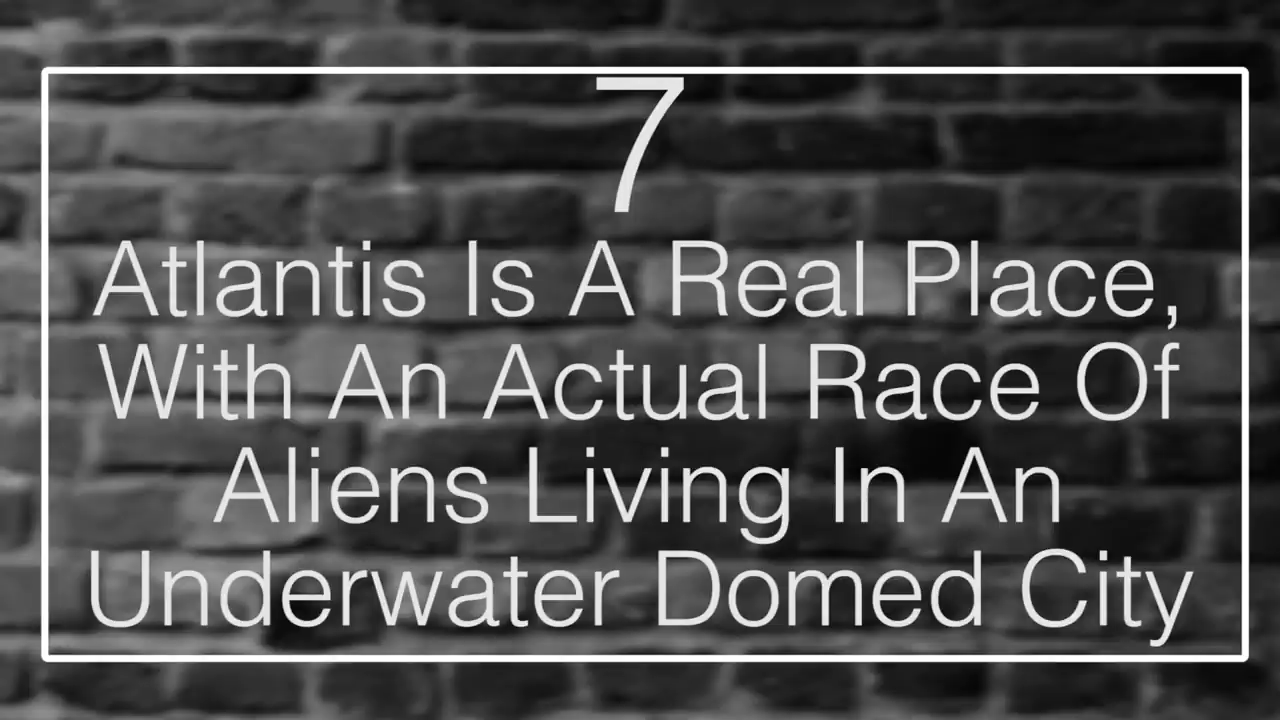 7
Atlantis Is A Real Place,
With An Actual Race Of
Aliens Living In An
Underwater Domed City